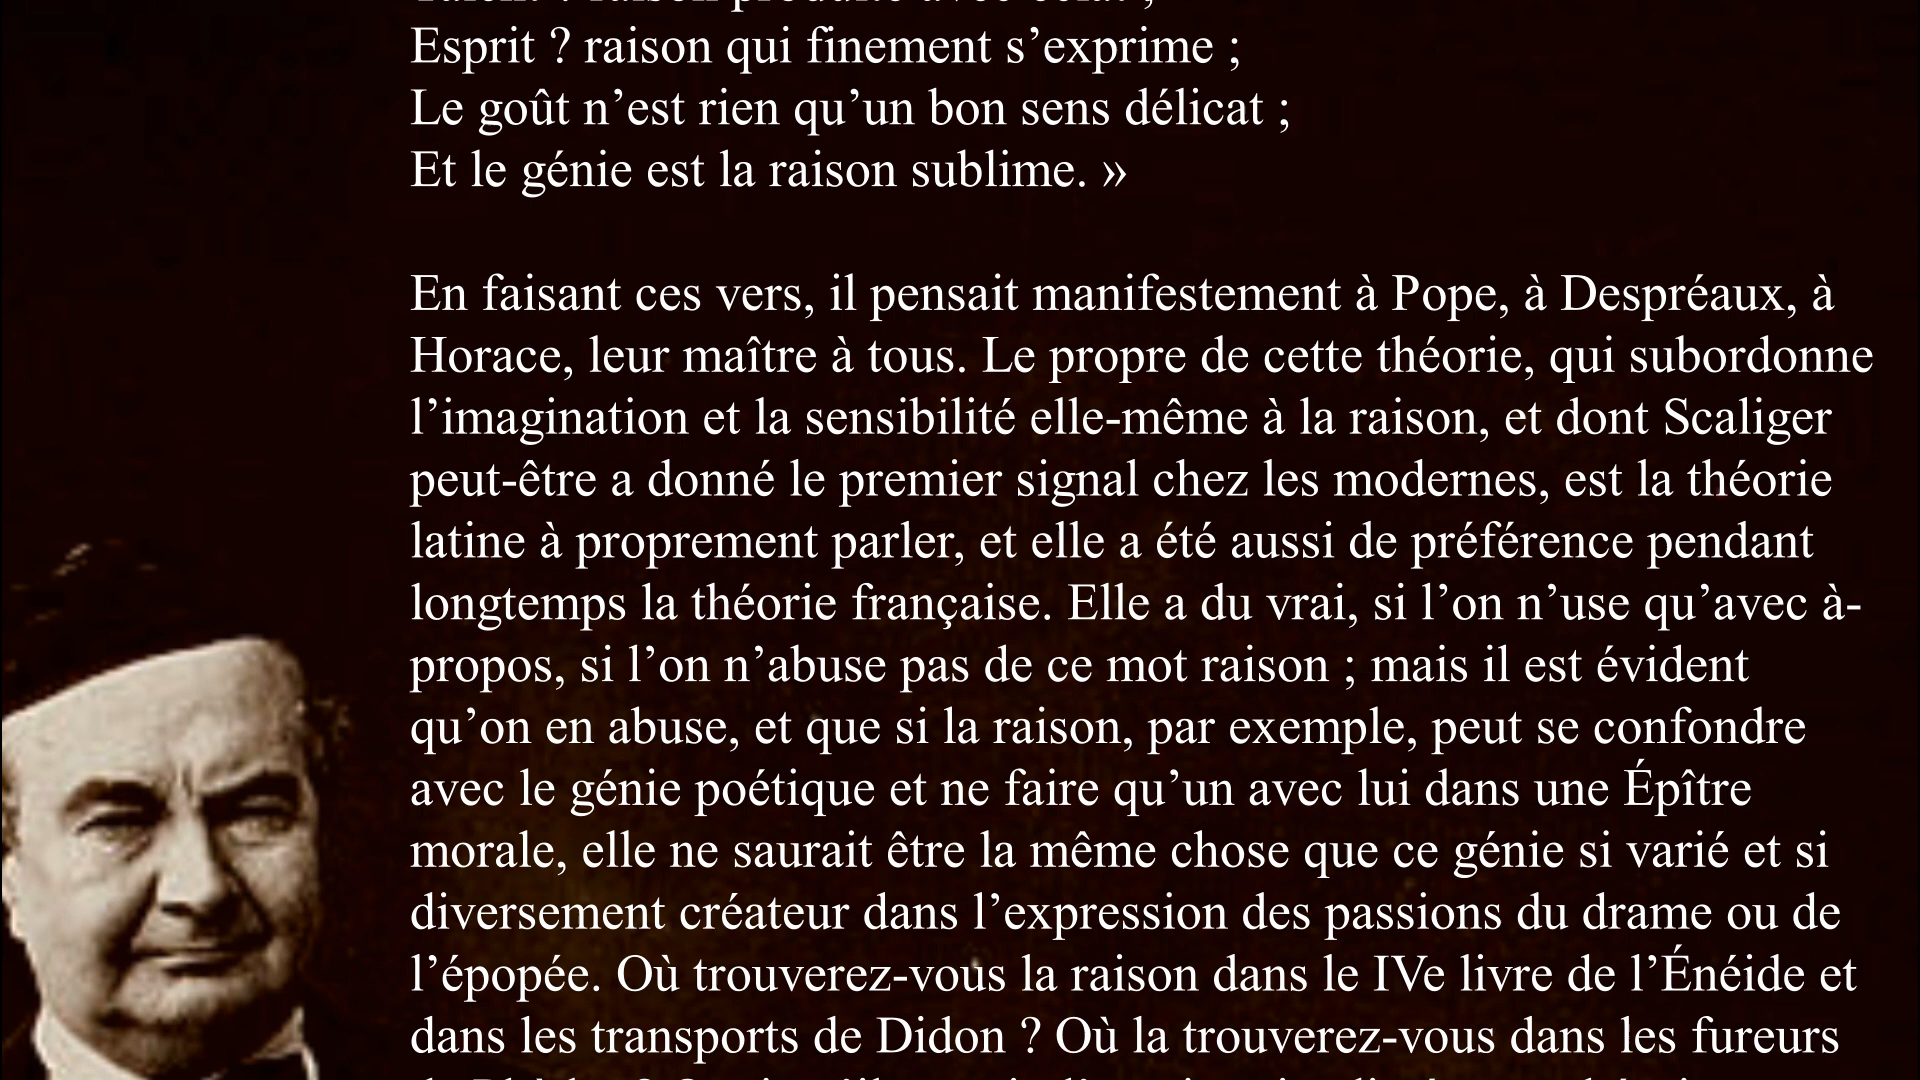 Esprit ? raison qui finement s’exprime ;
Le goût n’est rien qu’un bon sens délicat ;
Et le génie est la raison sublime. »
En faisant ces vers, il pensait manifestement à Pope, à Despréaux, à
Horace, leur maître à tous. Le propre de cette théorie, qui subordonne
l’imagination et la sensibilité elle-même à la raison, et dont Scaliger
peut-être a donné le premier signal chez les modernes, est la théorie
latine à proprement parler, et elle a été aussi de préférence pendant
longtemps la théorie française. Elle a du vrai, si l’on n’use qu’avec à-
propos, si l’on n’abuse pas de ce mot raison ; mais il est évident
qu’on en abuse, et que si la raison, par exemple, peut se confondre
avec le génie poétique et ne faire qu’un avec lui dans une Épître
morale, elle ne saurait être la même chose que ce génie si varié et si
diversement créateur dans l’expression des passions du drame ou de
l’épopée. Où trouverez-vous la raison dans le IVe livre de l’Énéide et
dans les transports de Didon ? Où la trouverez-vous dans les fureurs